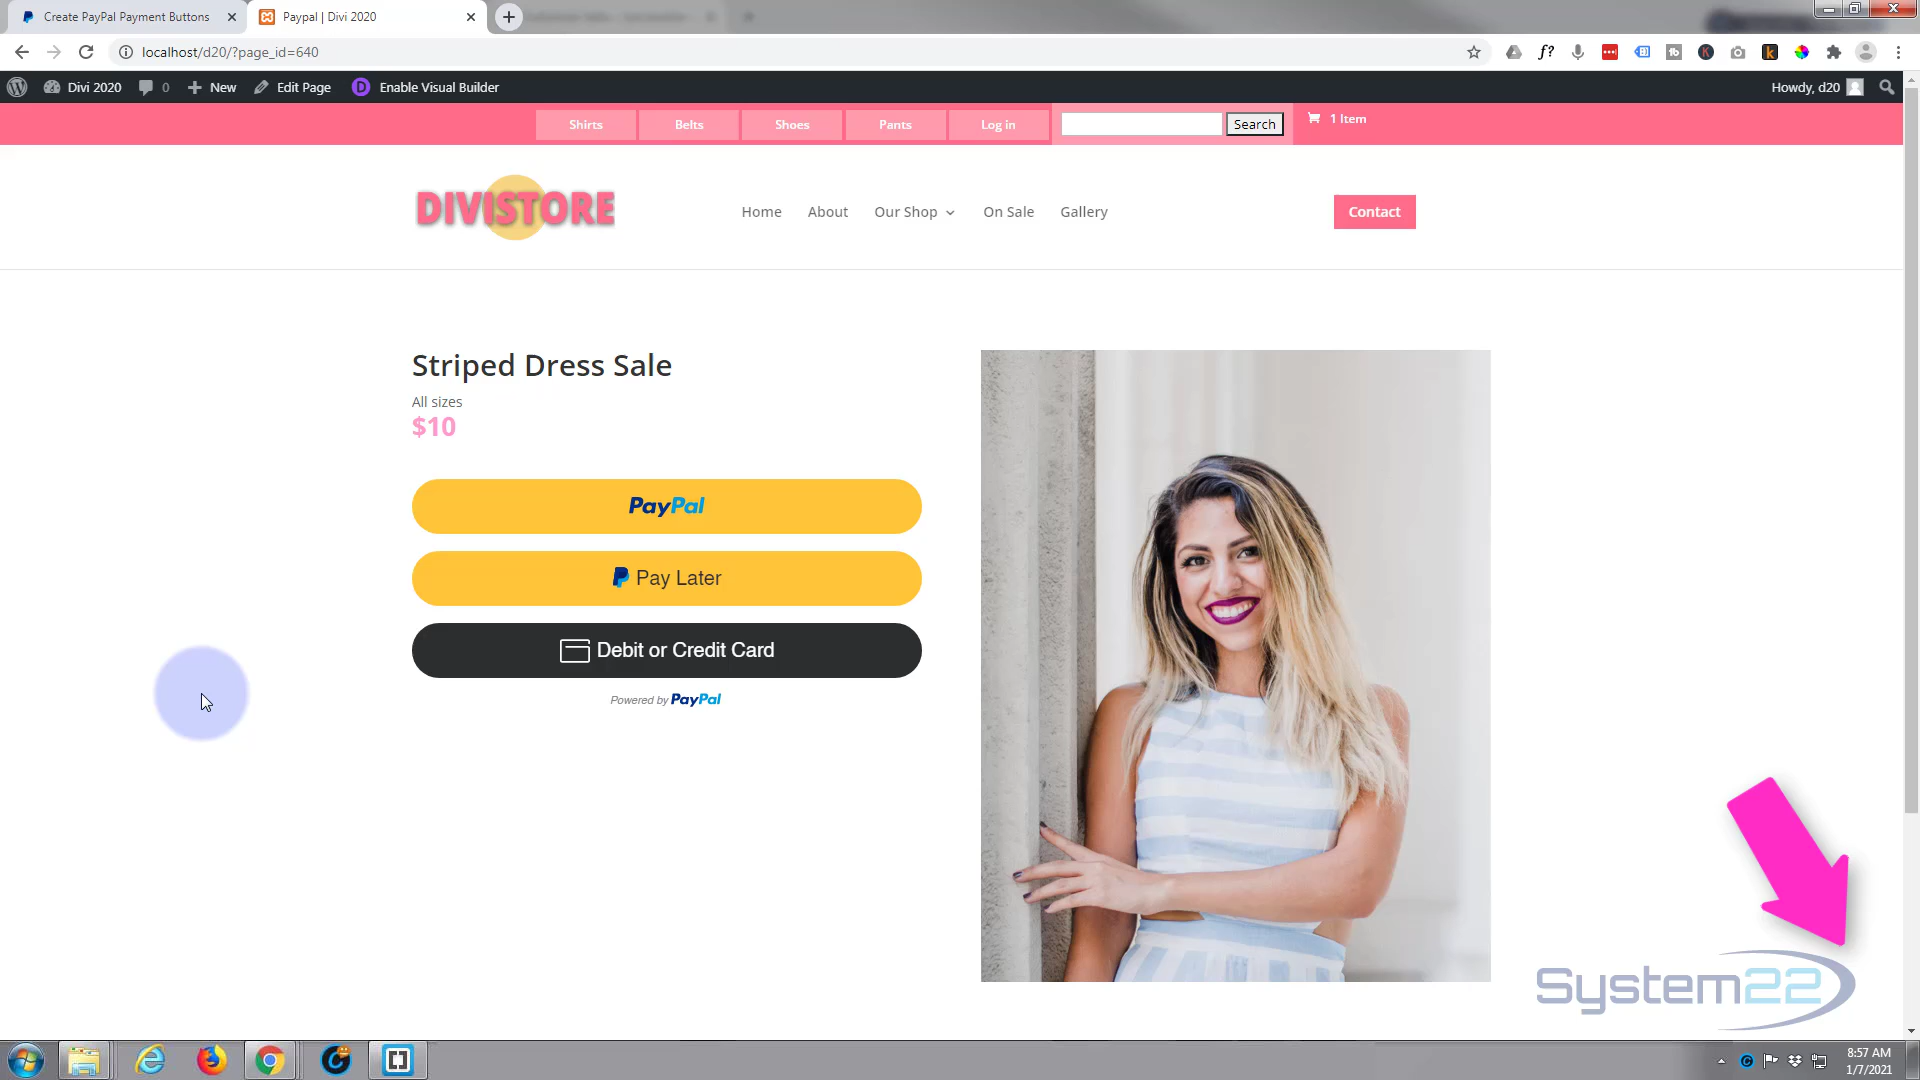 Create PayPal Payment Buttons
Paypal | Divi 2020
localhost/d20/?page_id=640
Divi 2020 0 New Edit Page Enable Visual Builder Howdy, d20
Shirts Belts Shoes Pants Log in Search 1 Item
DIVISTORE
Home About Our Shop On Sale Gallery Contact
Striped Dress Sale
All sizes
$10
PayPal
Pay Later
Debit or Credit Card
Powered by PayPal
System22
8:57 AM
1/7/2021